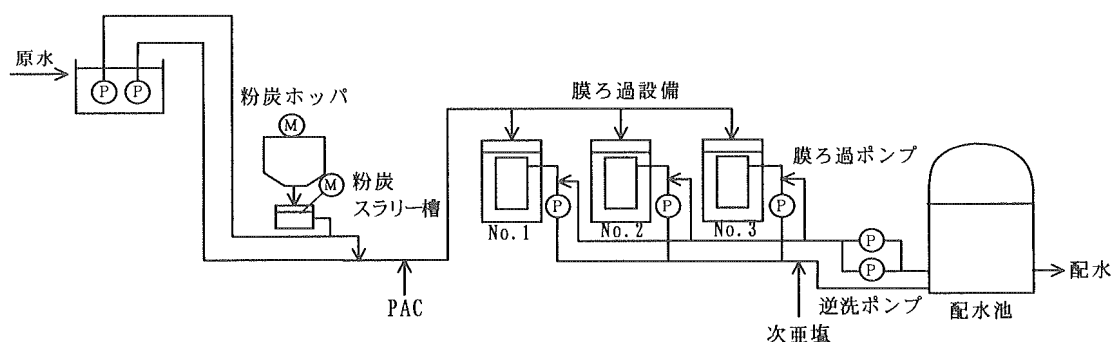 原水
P
P
粉炭ホッパ
M
M
粉炭
スラリー槽
PAC
膜ろ過設備
膜ろ過ポンプ
P
P
P
No.1
No.2
No.3
P
P
逆洗ポンプ
次亜塩
配水池
配水